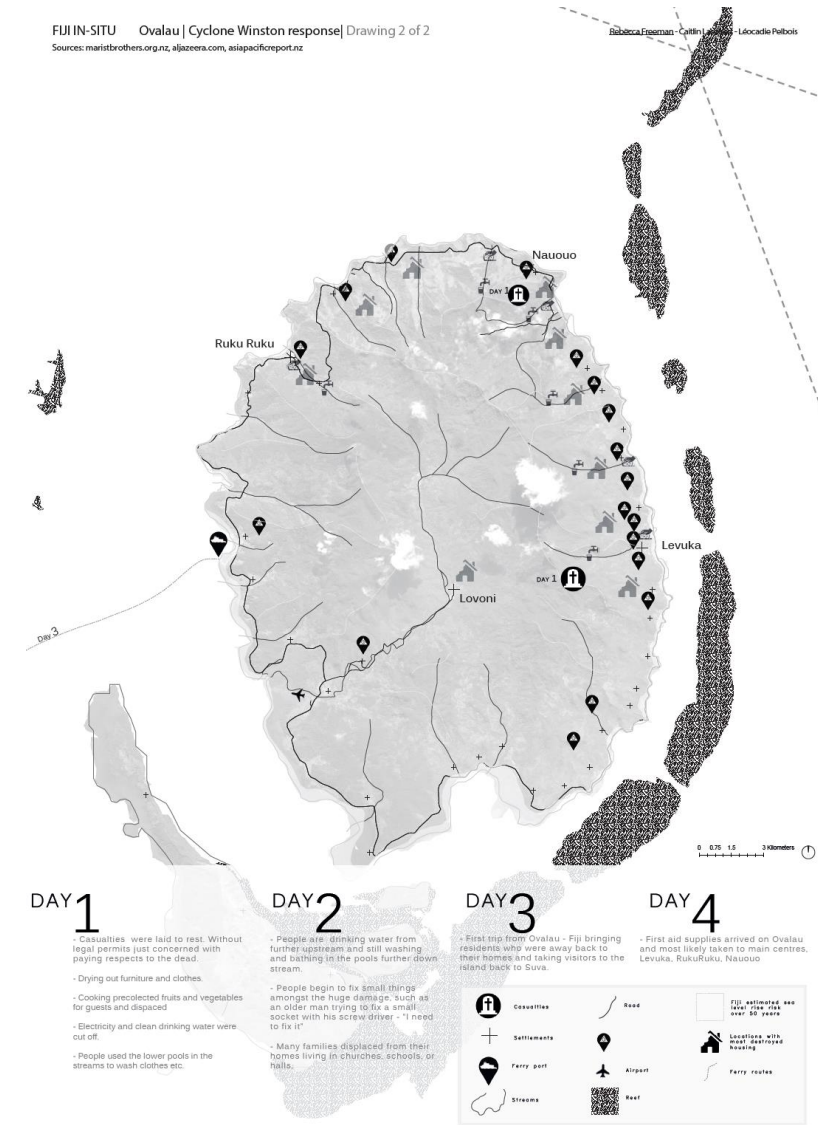 FIJI IN-SITU Ovalau | Cyclone Winston response| Drawing 2 of 2
Sources: maristbrothers.org.nz, aljazeera.com, asiapacificreport.nz
Rebecca Freeman - Caitlin - Léocadie Pelbois
Nauouo
DAY 1
Ruku Ruku
Levuka
DAY 1
Lovoni
Day 3
0 0.75 1.5 3 Kilometers
DAY 1
- Casualties were laid to rest. Without
legal permits just concerned with
paying respects to the dead.
- Drying out furniture and clothes
- Cooking precolected fruits and vegetables
for guests and dispaced
- Electricity and clean drinking water were
cut off.
- People used the lower pools in the
streams to wash clothes etc.
DAY 2
- People are drinking water from
further upstream and still washing
and bathing in the pools further down
stream.
- People begin to fix small things
amongst the huge damage, such as
an older man trying to fix a small
socket with his screw driver - "I need
to fix it"
- Many families displaced from their
homes living in churches, schools, or
halls.
DAY 3
- First trip from Ovalau - Fiji bringing
residents who were away back to
their homes and taking visitors to the
island back to Suva.
DAY 4
- First aid supplies arrived on Ovalau
and most likely taken to main centres,
Levuka, RukuRuku, Nauouo
Casualties
Settlements
Ferry port
Streams
Road
Airport
Reef
Fiji estimated sea
level rise risk
over 50 years
Locations with
most destroyed
housing
Ferry routes